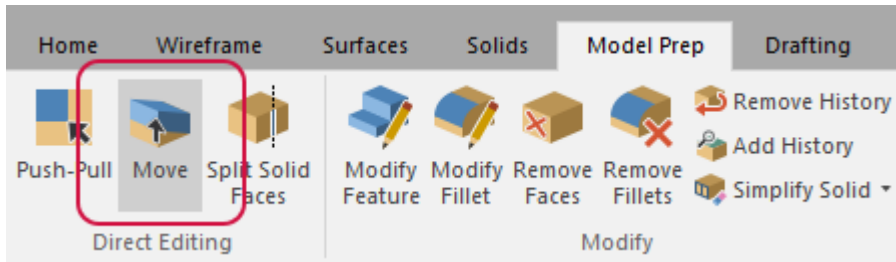 Home Wireframe Surfaces Solids Model Prep Drafting
Push-Pull Move Split Solid Faces Modify Feature Modify Fillet Remove Faces Remove Fillets
Remove History
Add History
Simplify Solid
Direct Editing Modify